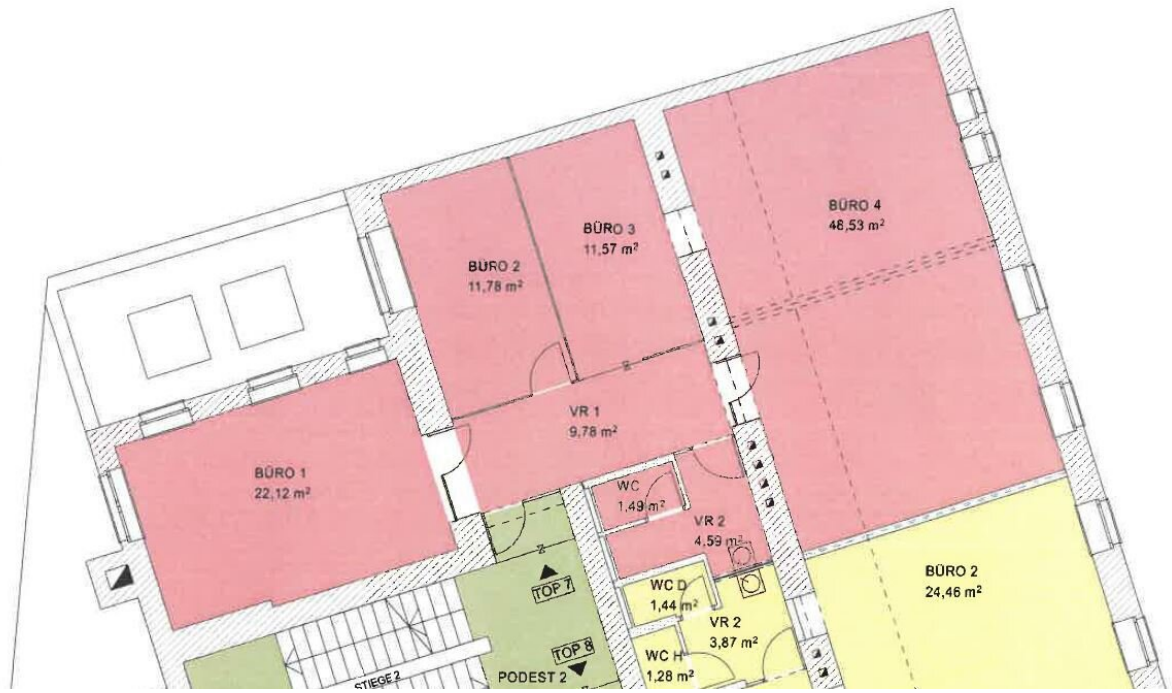 BÜRO 4
48,53 m²
BÜRO 3
11,57 m²
BÜRO 2
11,78 m²
VR 1
9,78 m²
BÜRO 1
22,12 m²
WC
1,49 m²
VR 2
4,59 m²
TOP 7
WC D
1,44 m²
VR 2
3,87 m²
BÜRO 2
24,46 m²
TOP 8
WC H
1,28 m²
STIEGE 2
PODEST 2